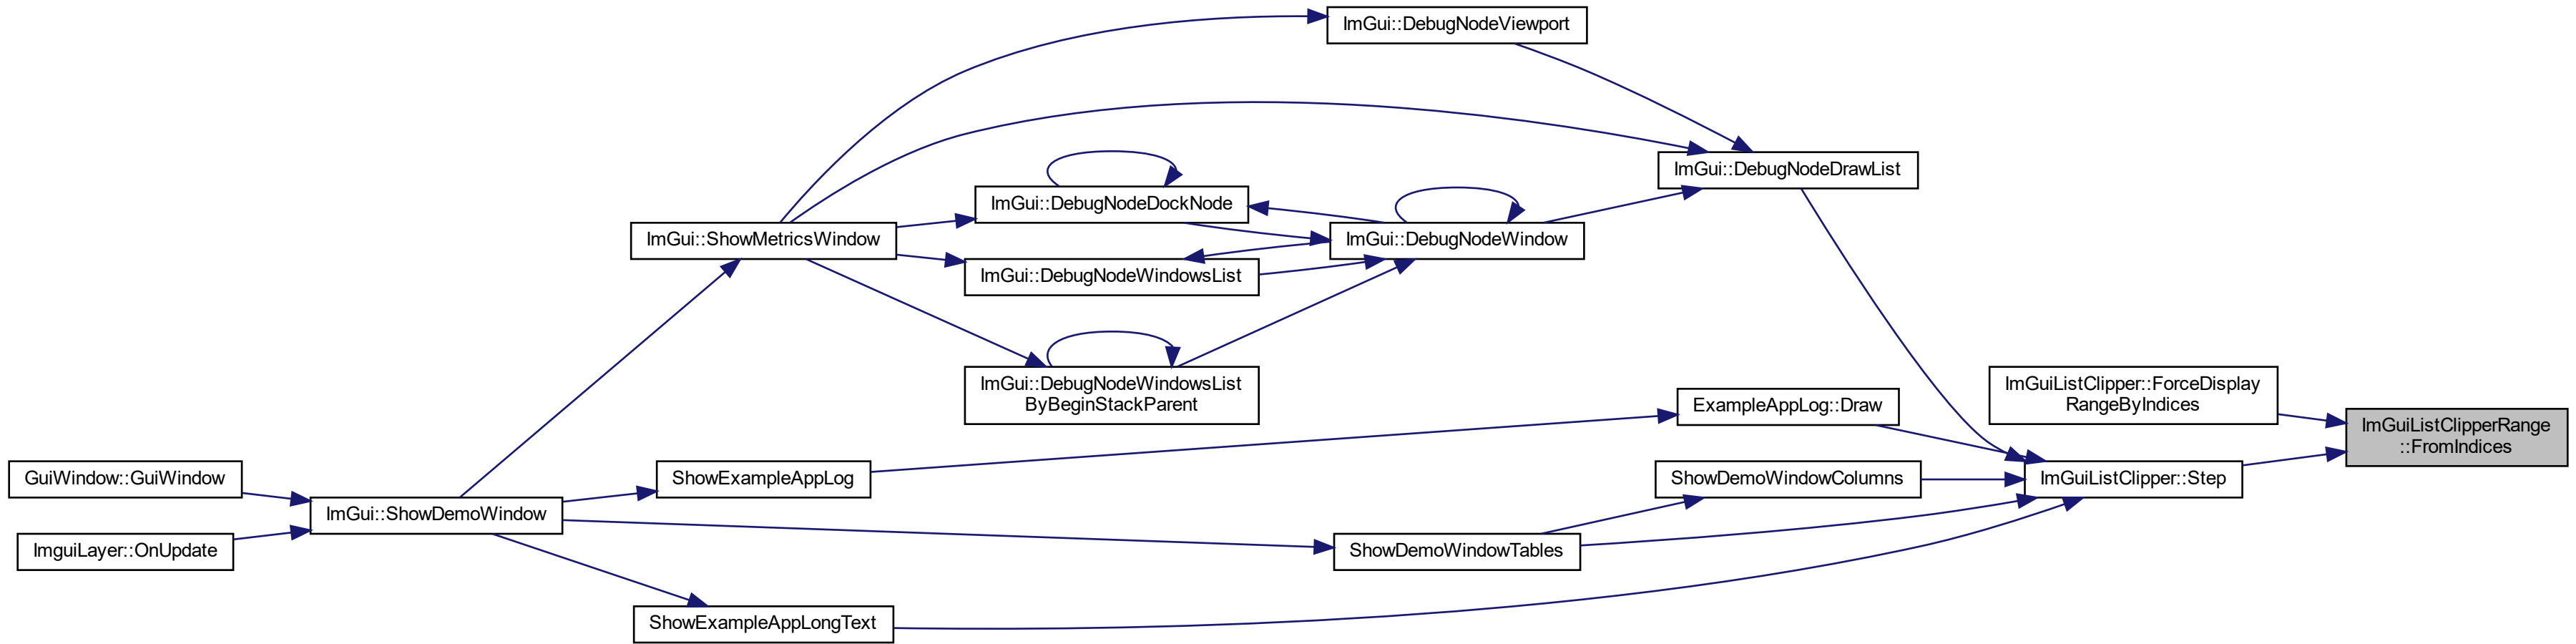 ImGui::DebugNodeViewport
ImGui::DebugNodeDrawList
ImGui::DebugNodeDockNode
ImGui::ShowMetricsWindow
ImGui::DebugNodeWindow
ImGui::DebugNodeWindowsList
ImGui::DebugNodeWindowsList
ByBeginStackParent
ImGuiListClipper::ForceDisplay
RangeByIndices
ExampleAppLog::Draw
ImGuiListClipperRange
::FromIndices
GuiWindow::GuiWindow
ShowExampleAppLog
ShowDemoWindowColumns
ImGuiListClipper::Step
ImGui::ShowDemoWindow
ImguiLayer::OnUpdate
ShowDemoWindowTables
ShowExampleAppLongText